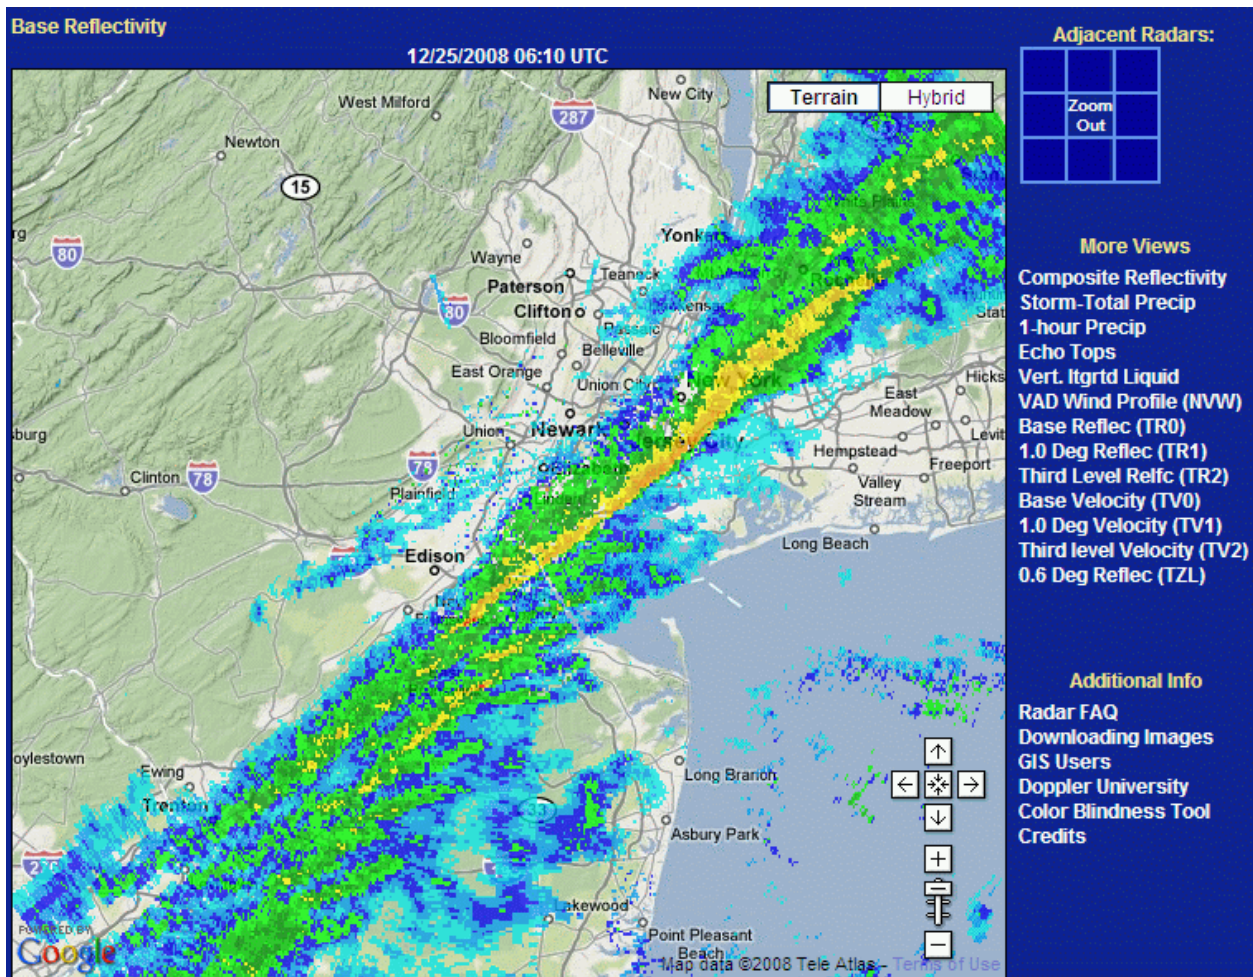 Base Reflectivity
12/25/2008 06:10 UTC
Adjacent Radars:
Zoom
Out
Terrain
Hybrid
New City
West Milford
287
Newton
15
80
Wayne
Paterson
Teaneck
Clifton
80
Bloomfield
Belleville
East Orange
Union City
New York
Newark
Union
78
Linden
Plainfield
Clinton
78
Edison
East
Meadow
Hicks
Levit
Hempstead
Freeport
Valley
Stream
Long Beach
More Views
Composite Reflectivity
Storm-Total Precip
1-hour Precip
Echo Tops
Vert. Itgrtd Liquid
VAD Wind Profile (NVW)
Base Reflec (TR0)
1.0 Deg Reflec (TR1)
Third Level Relfc (TR2)
Base Velocity (TV0)
1.0 Deg Velocity (TV1)
Third level Velocity (TV2)
0.6 Deg Reflec (TZL)
oylestown
Ewing
Trenton
Long Branch
Asbury Park
Lakewood
Point Pleasant
Beach
Additional Info
Radar FAQ
Downloading Images
GIS Users
Doppler University
Color Blindness Tool
Credits
POWERED BY
Google
Map data ©2008 Tele Atlas - Terms of Use